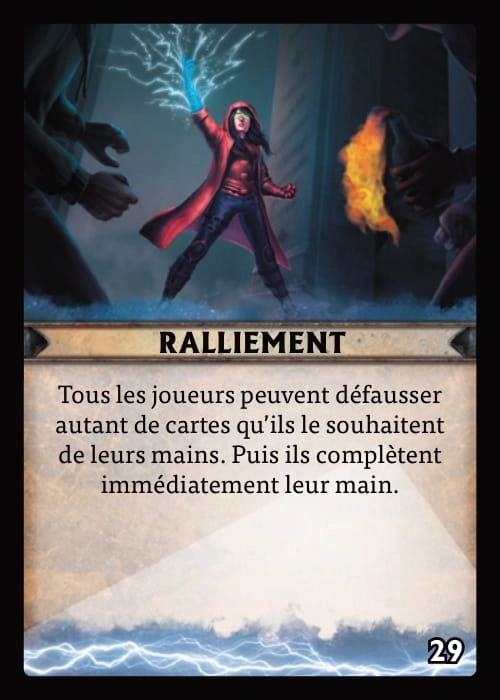 RALLIEMENT
Tous les joueurs peuvent défausser
autant de cartes qu'ils le souhaitent
de leurs mains. Puis ils complètent
immédiatement leur main.
29